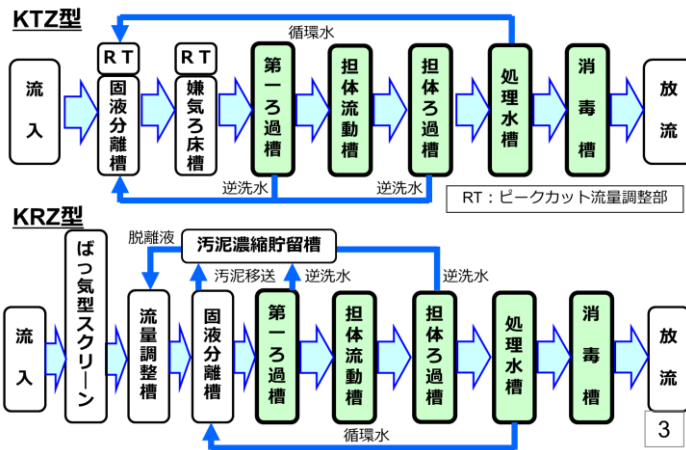 KTZ型
循環水
RT
RT
流入
固液分離槽
嫌気ろ床槽
第一ろ過槽
担体流動槽
担体ろ過槽
処理水槽
消毒槽
放流
逆洗水
逆洗水
RT：ピークカット流量調整部
KRZ型
脱離液
汚泥濃縮貯留槽
汚泥移送
逆洗水
逆洗水
流入
ばっ気型スクリーン
流量調整槽
固液分離槽
第一ろ過槽
担体流動槽
担体ろ過槽
処理水槽
消毒槽
放流
循環水
3